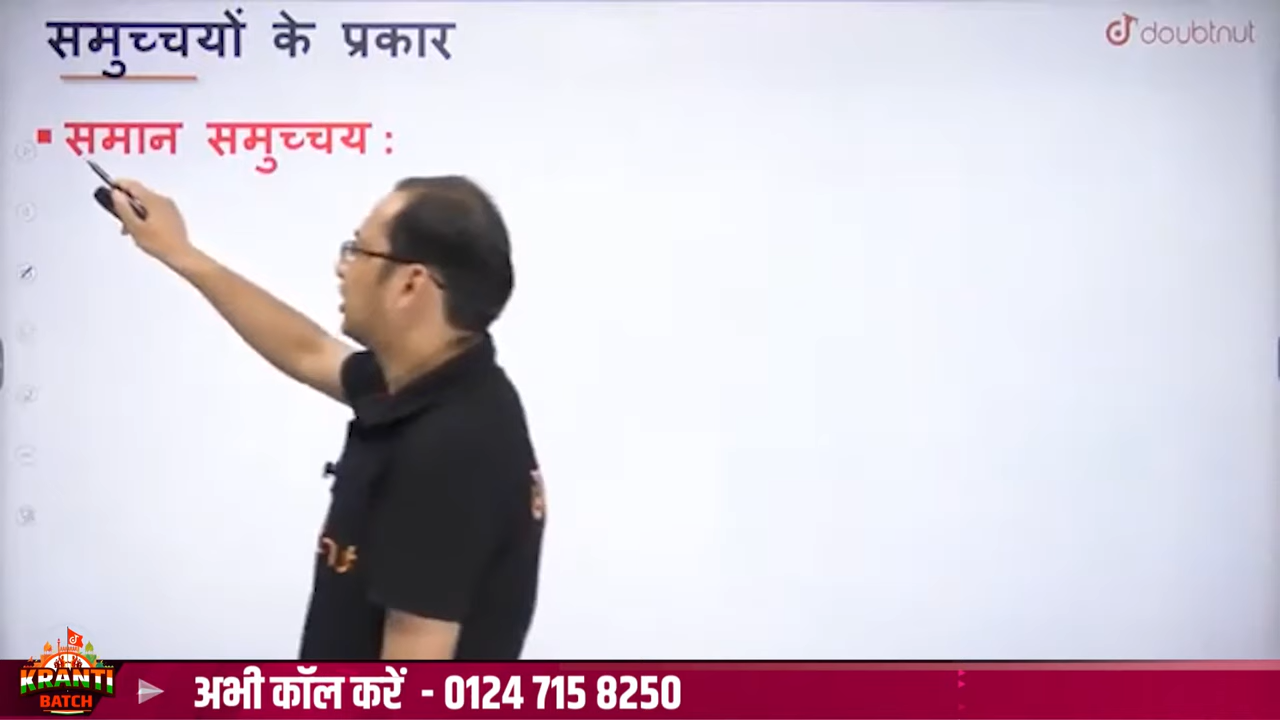 समुच्चयों के प्रकार
doubtnut
▪ समान समुच्चय :
KRANTI
BATCH
अभी कॉल करें - 0124 715 8250